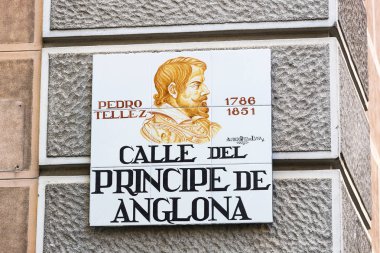 PEDRO 1786
TELLEZ 1851
CALLE DEL
PRINCIPE DE
ANGLONA